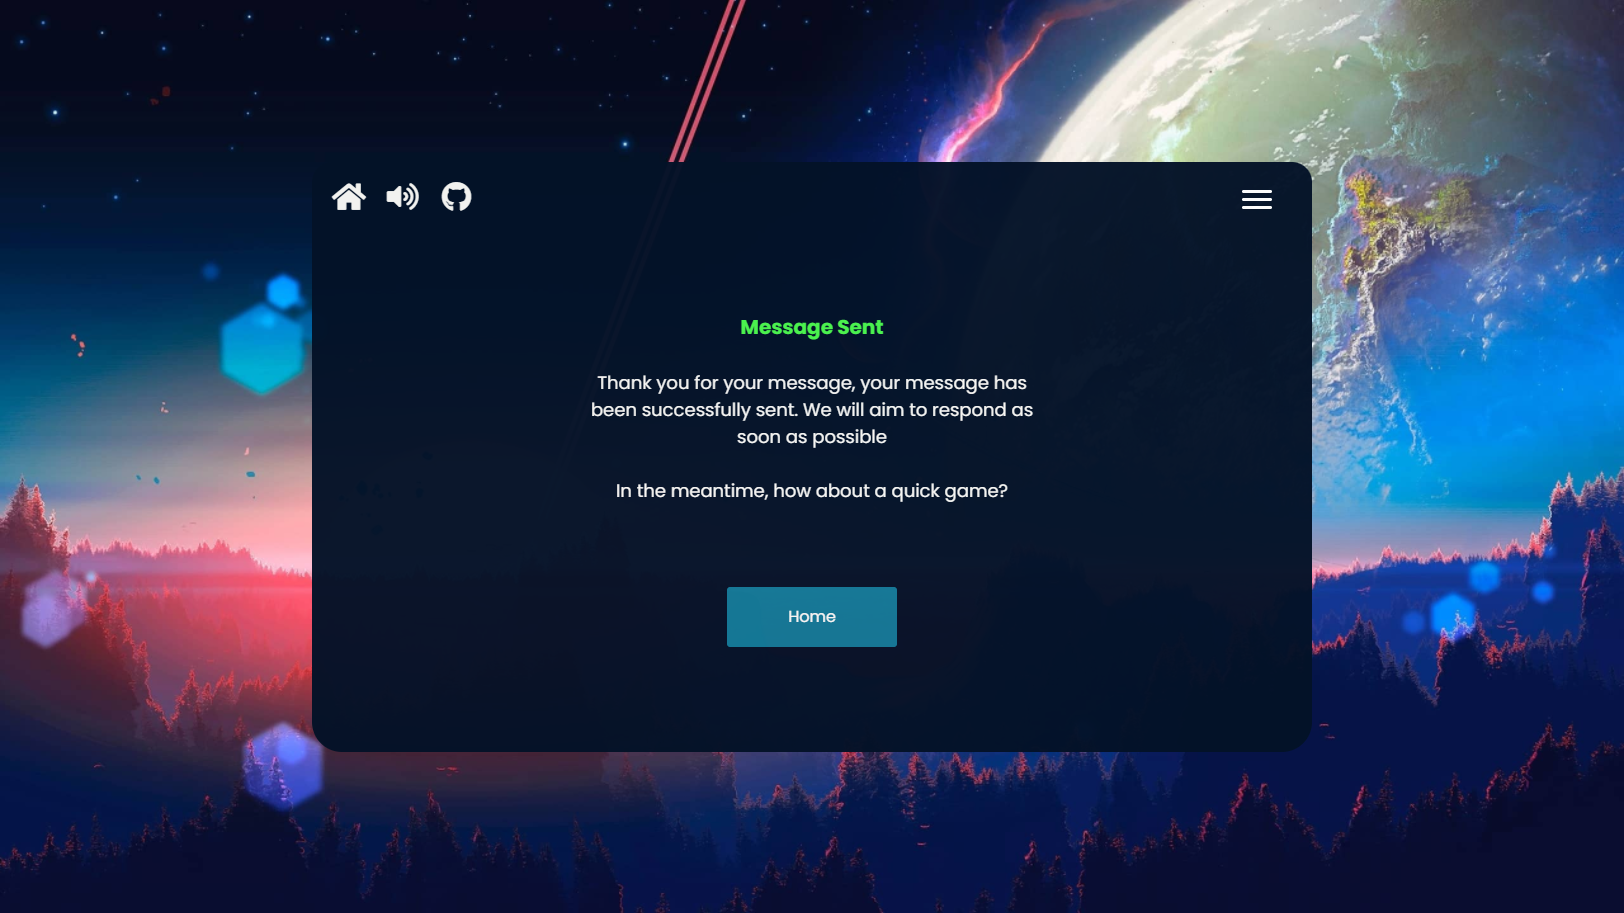 Message Sent
Thank you for your message, your message has
been successfully sent. We will aim to respond as
soon as possible
In the meantime, how about a quick game?
Home